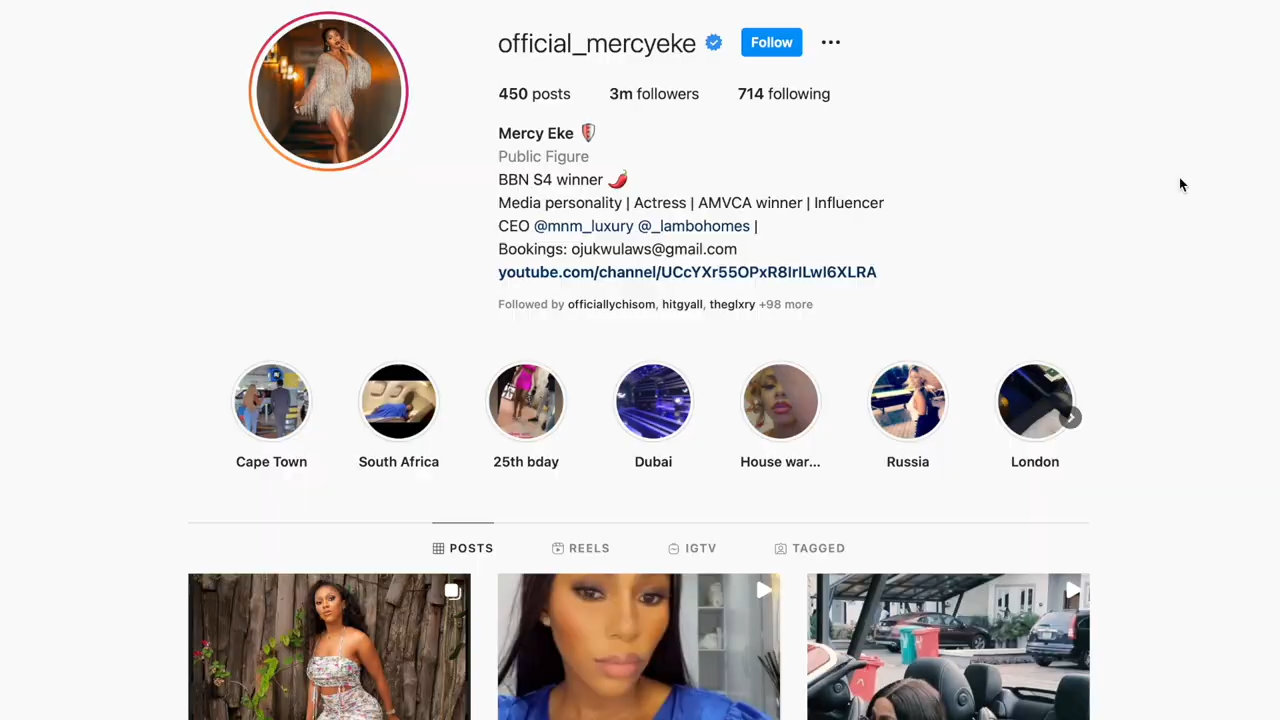 official_mercyeke Follow
450 posts 3m followers 714 following
Mercy Eke
Public Figure
BBN S4 winner 🌶️
Media personality | Actress | AMVCA winner | Influencer
CEO @mnm_luxury @_lambohomes |
Bookings: ojukwulaws@gmail.com
youtube.com/channel/UCcYXr55OPxR8IrlLwl6XLRA
Followed by officiallychisom, hitgyall, theglxry +98 more
Cape Town South Africa 25th bday Dubai House war... Russia London
POSTS REELS IGTV TAGGED